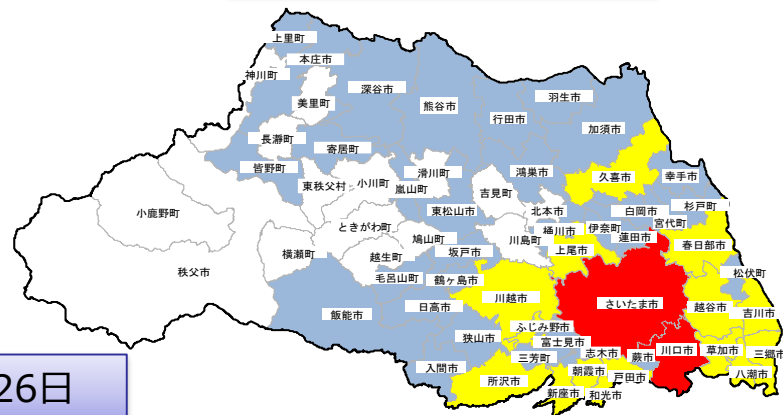 上里町
本庄市
神川町
美里町
深谷市
熊谷市
羽生市
行田市
加須市
長瀞町
寄居町
皆野町
東秩父村
小川町
滑川町
嵐山町
吉見町
鴻巣市
久喜市
幸手市
小鹿野町
東松山市
北本市
白岡市
杉戸町
宮代町
ときがわ町
鳩山町
川島町
桶川市
伊奈町
蓮田市
春日部市
秩父市
横瀬町
越生町
坂戸市
上尾市
毛呂山町
鶴ヶ島市
松伏町
飯能市
日高市
川越市
さいたま市
越谷市
吉川市
狭山市
ふじみ野市
富士見市
入間市
三芳町
志木市
蕨市
川口市
草加市
三郷市
所沢市
朝霞市
戸田市
八潮市
新座市
和光市
26日